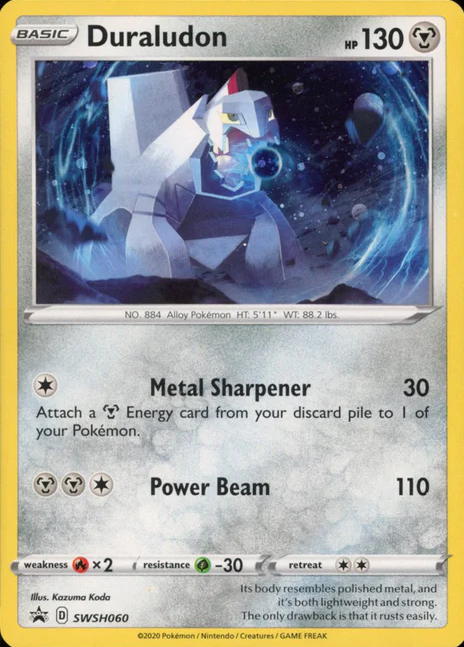 BASIC Duraludon HP 130
NO. 884 Alloy Pokémon HT: 5'11" WT: 88.2 lbs.
Metal Sharpener 30
Attach a Energy card from your discard pile to 1 of
your Pokémon.
Power Beam 110
weakness ×2 resistance -30 retreat
Illus. Kazuma Koda
Its body resembles polished metal, and
it's both lightweight and strong.
The only drawback is that it rusts easily.
D SWSH060
©2020 Pokémon / Nintendo / Creatures / GAME FREAK